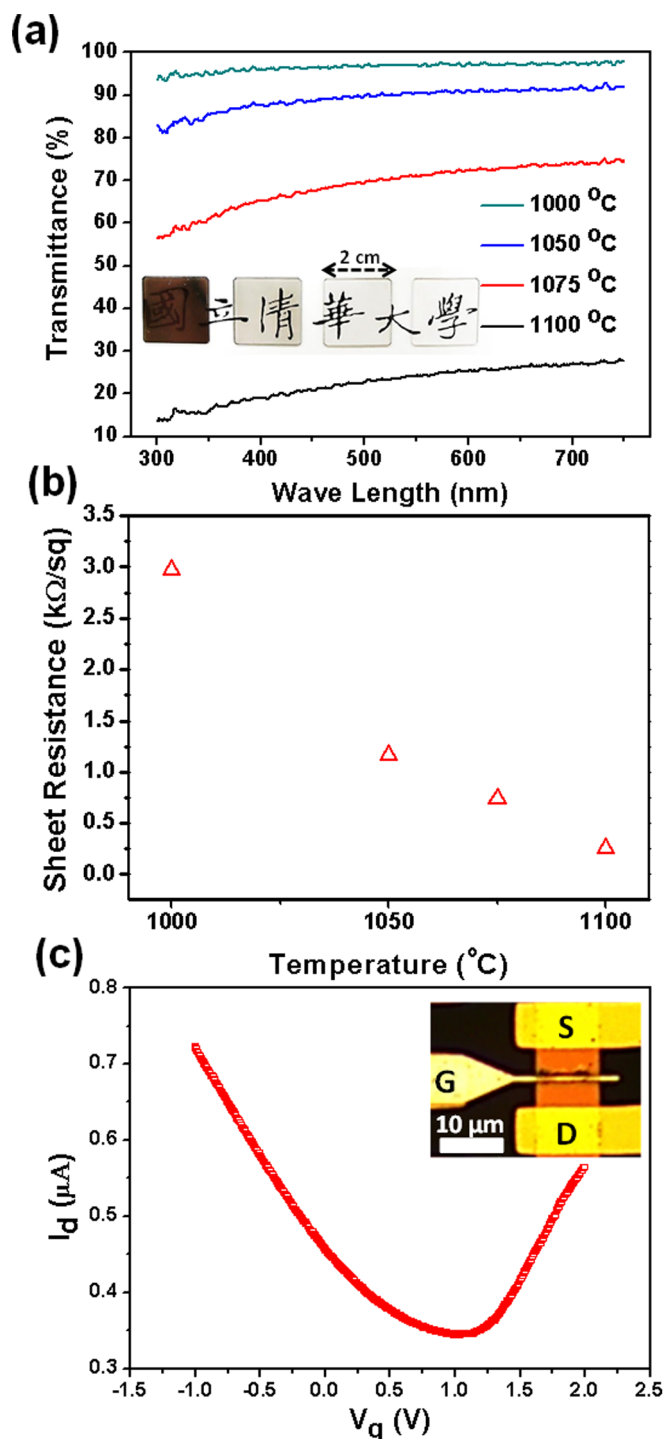 (a)
100
90
80
70
60
50
40
30
20
10
Transmittance (%)
1000 °C
1050 °C
1075 °C
1100 °C
2 cm
國立清華大學
300 400 500 600 700
Wave Length (nm)
(b)
3.5
3.0
2.5
2.0
1.5
1.0
0.5
0.0
Sheet Resistance (kΩ/sq)
1000 1050 1100
Temperature (°C)
(c)
0.8
0.7
0.6
0.5
0.4
0.3
I_d (μA)
S
G
D
10 μm
-1.5 -1.0 -0.5 0.0 0.5 1.0 1.5 2.0 2.5
V_g (V)